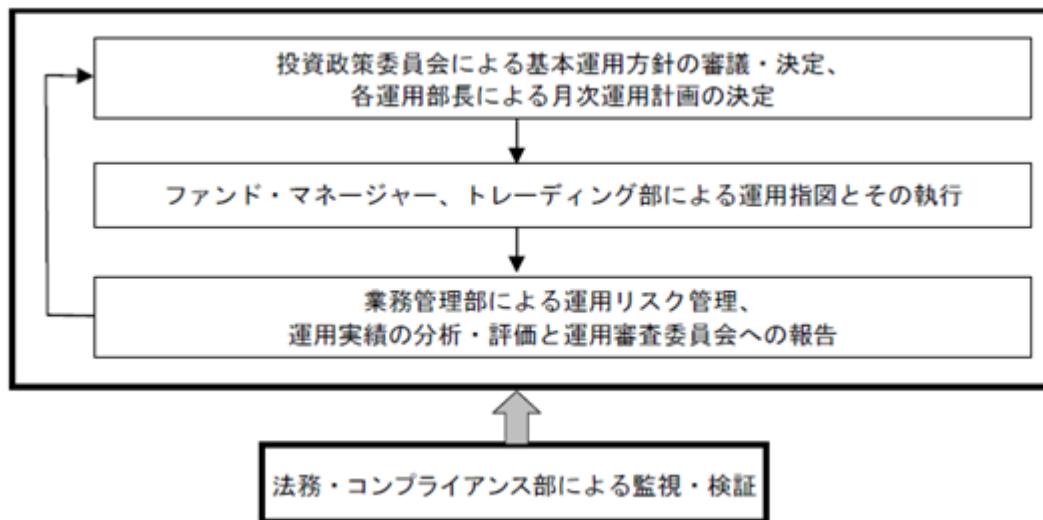 投資政策委員会による基本運用方針の審議・決定、
各運用部長による月次運用計画の決定
ファンド・マネージャー、トレーディング部による運用指図とその執行
業務管理部による運用リスク管理、
運用実績の分析・評価と運用審査委員会への報告
法務・コンプライアンス部による監視・検証